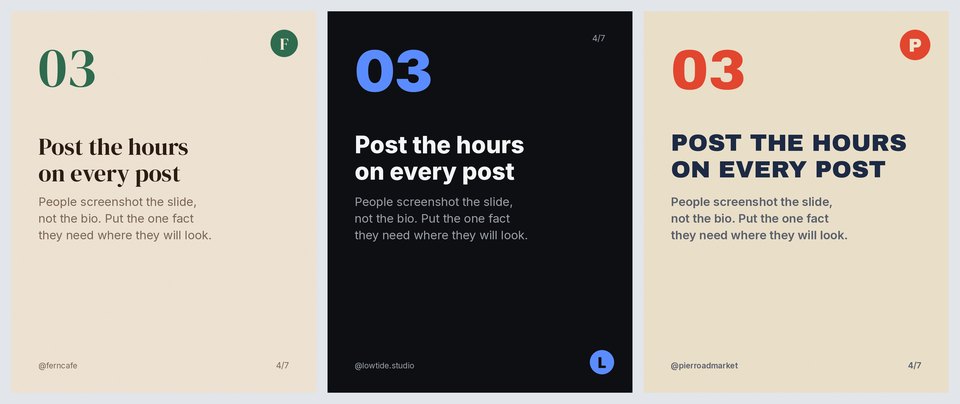 F
03
Post the hours
on every post
People screenshot the slide,
not the bio. Put the one fact
they need where they will look.
@ferncafe
4/7
4/7
03
Post the hours
on every post
People screenshot the slide,
not the bio. Put the one fact
they need where they will look.
@lowtide.studio
L
P
03
POST THE HOURS
ON EVERY POST
People screenshot the slide,
not the bio. Put the one fact
they need where they will look.
@pierroadmarket
4/7